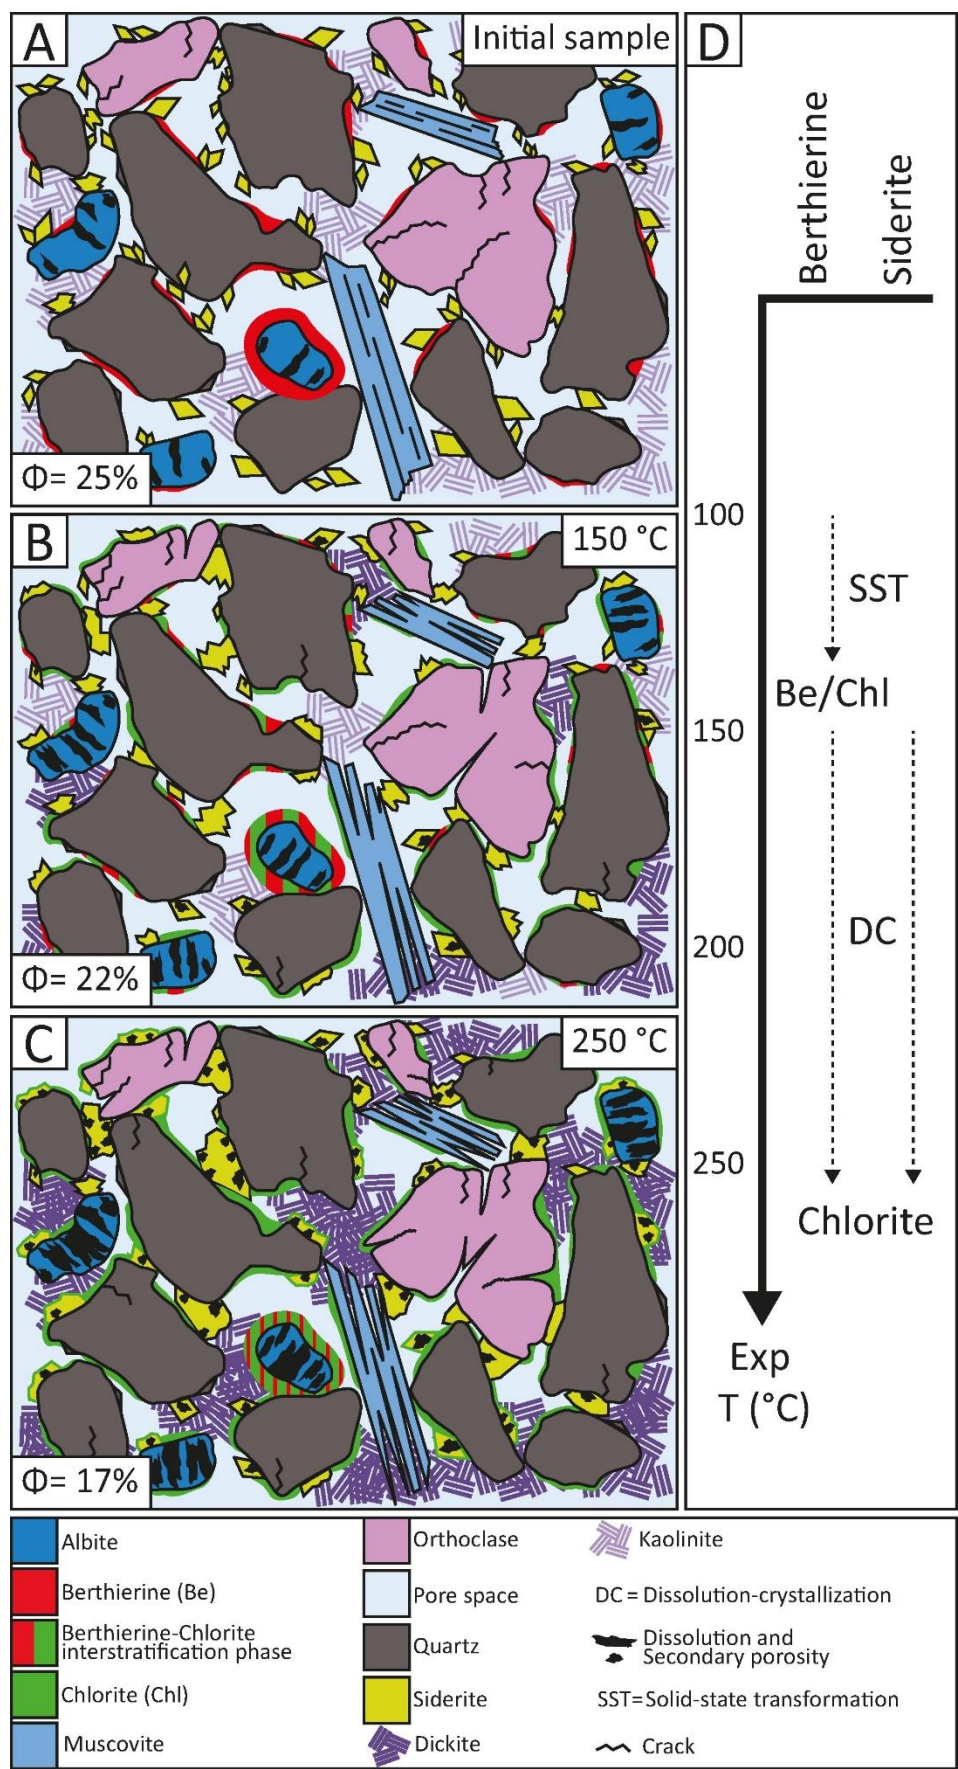 A
Initial sample
Φ= 25%
B
150 °C
Φ= 22%
C
250 °C
Φ= 17%
D
Berthierine
Siderite
100
SST
Be/Chl
150
DC
200
250
Chlorite
Exp
T (°C)
Albite
Berthierine (Be)
Berthierine-Chlorite
interstratification phase
Chlorite (Chl)
Muscovite
Orthoclase
Pore space
Quartz
Siderite
Dickite
Kaolinite
DC = Dissolution-crystallization
Dissolution and
Secondary porosity
SST=Solid-state transformation
Crack